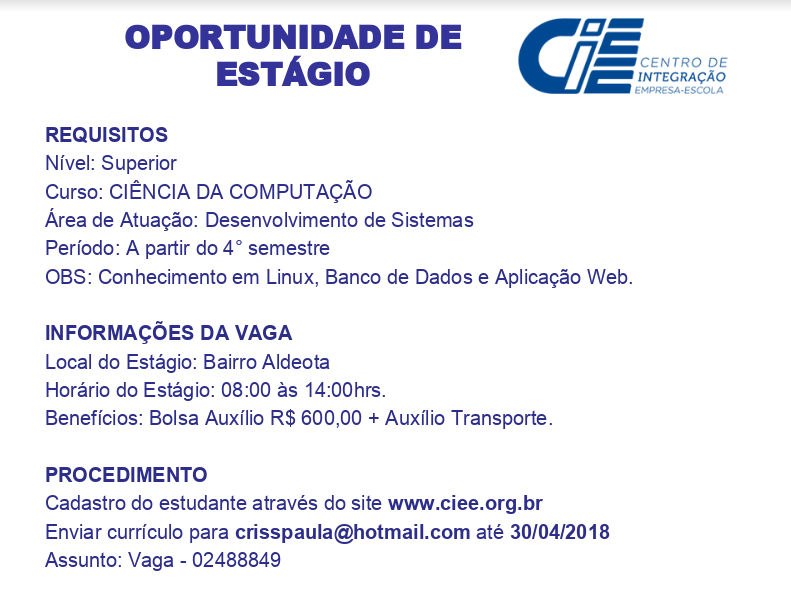 OPORTUNIDADE DE
ESTÁGIO
CIEE
CENTRO DE
INTEGRAÇÃO
EMPRESA-ESCOLA
REQUISITOS
Nível: Superior
Curso: CIÊNCIA DA COMPUTAÇÃO
Área de Atuação: Desenvolvimento de Sistemas
Período: A partir do 4° semestre
OBS: Conhecimento em Linux, Banco de Dados e Aplicação Web.
INFORMAÇÕES DA VAGA
Local do Estágio: Bairro Aldeota
Horário do Estágio: 08:00 às 14:00hrs.
Benefícios: Bolsa Auxílio R$ 600,00 + Auxílio Transporte.
PROCEDIMENTO
Cadastro do estudante através do site www.ciee.org.br
Enviar currículo para crisspaula@hotmail.com até 30/04/2018
Assunto: Vaga - 02488849